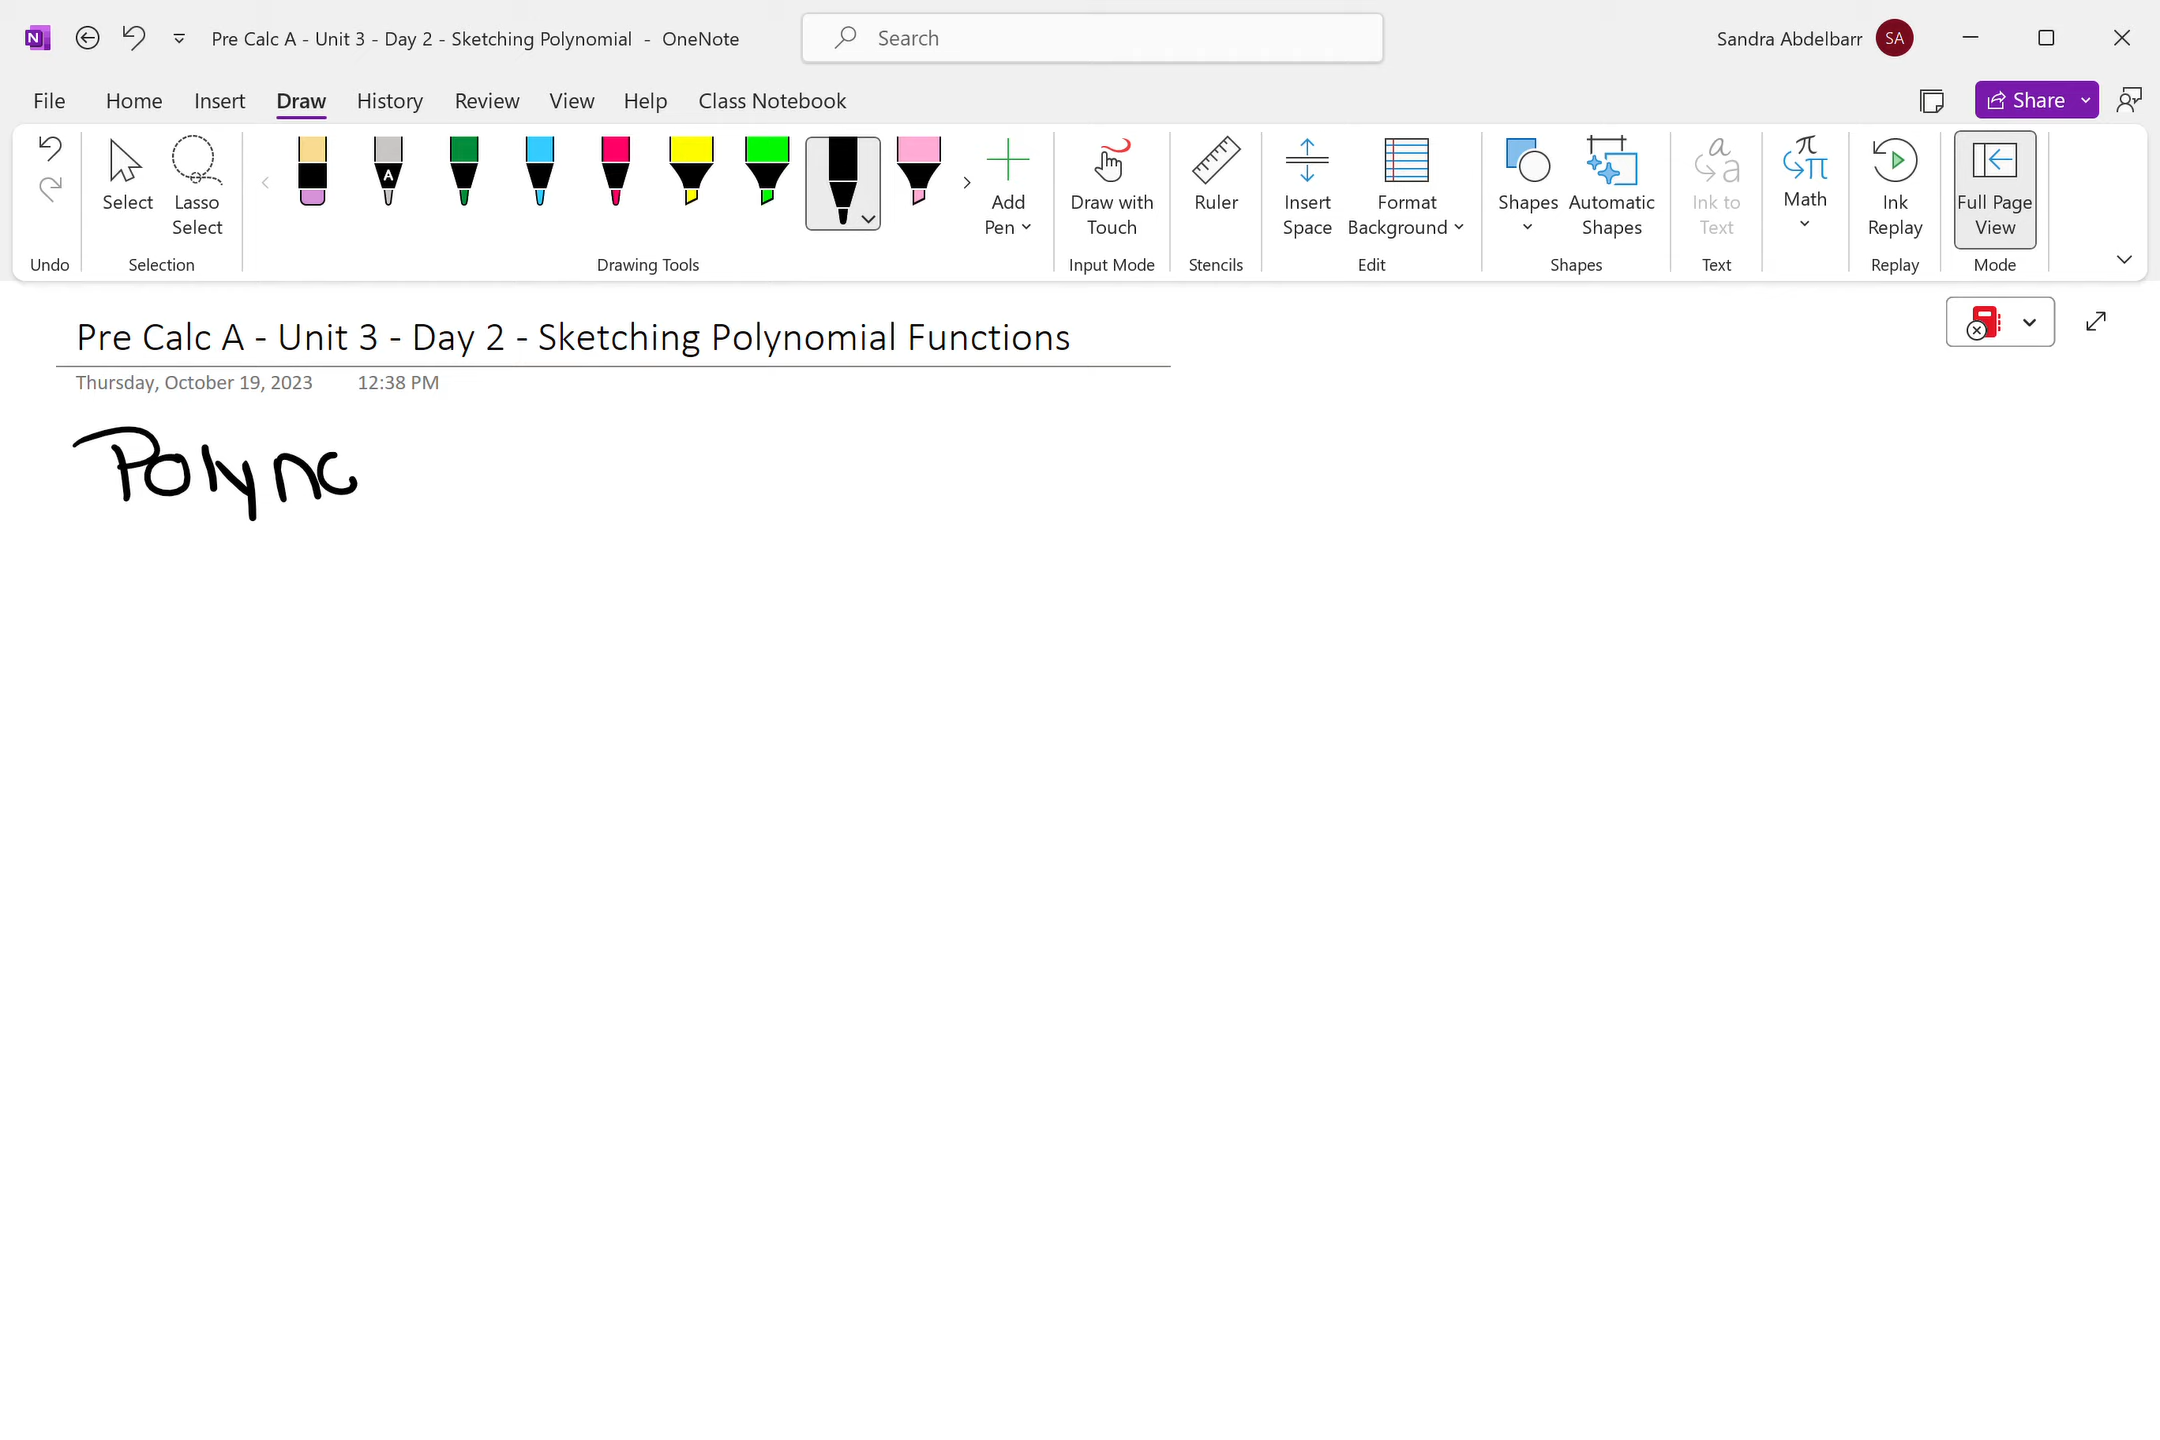 Pre Calc A - Unit 3 - Day 2 - Sketching Polynomial - OneNote
Search
Sandra Abdelbarr SA
File Home Insert Draw History Review View Help Class Notebook Share
Select
Lasso Select
A
Add Pen
Draw with Touch
Ruler
Insert Space
Format Background
Shapes
Automatic Shapes
Ink to Text
Math
Ink Replay
Full Page View
Undo Selection Drawing Tools Input Mode Stencils Edit Shapes Text Replay Mode
Pre Calc A - Unit 3 - Day 2 - Sketching Polynomial Functions
Thursday, October 19, 2023 12:38 PM
Polync